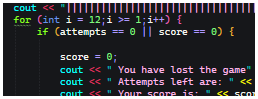 cout << "||||||||||||||||||||||||||||||
for (int i = 12;i >= 1;i++) {
if (attempts == 0 || score == 0) {
score = 0;
cout << " You have lost the game"
cout << " Attempts left are: " <<
cout << " Your score is: " << sco